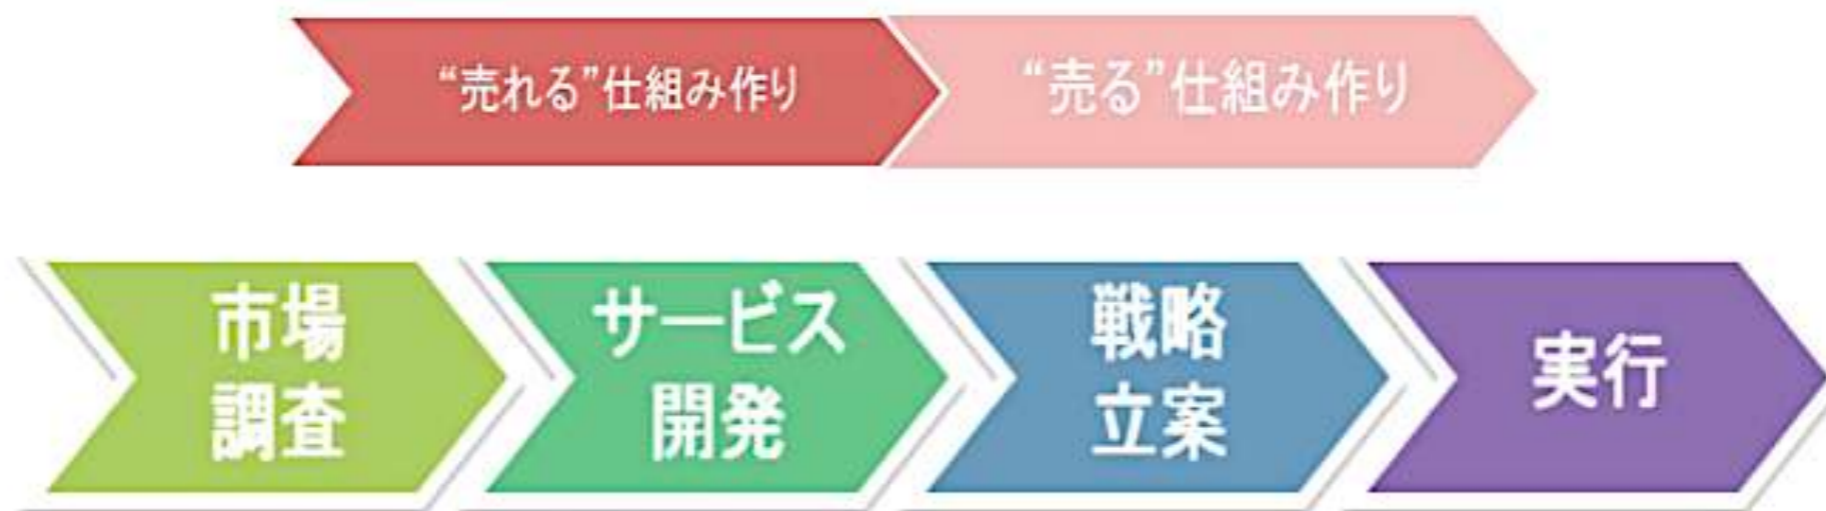 “売れる”仕組み作り
“売る”仕組み作り
市場
調査
サービス
開発
戦略
立案
実行